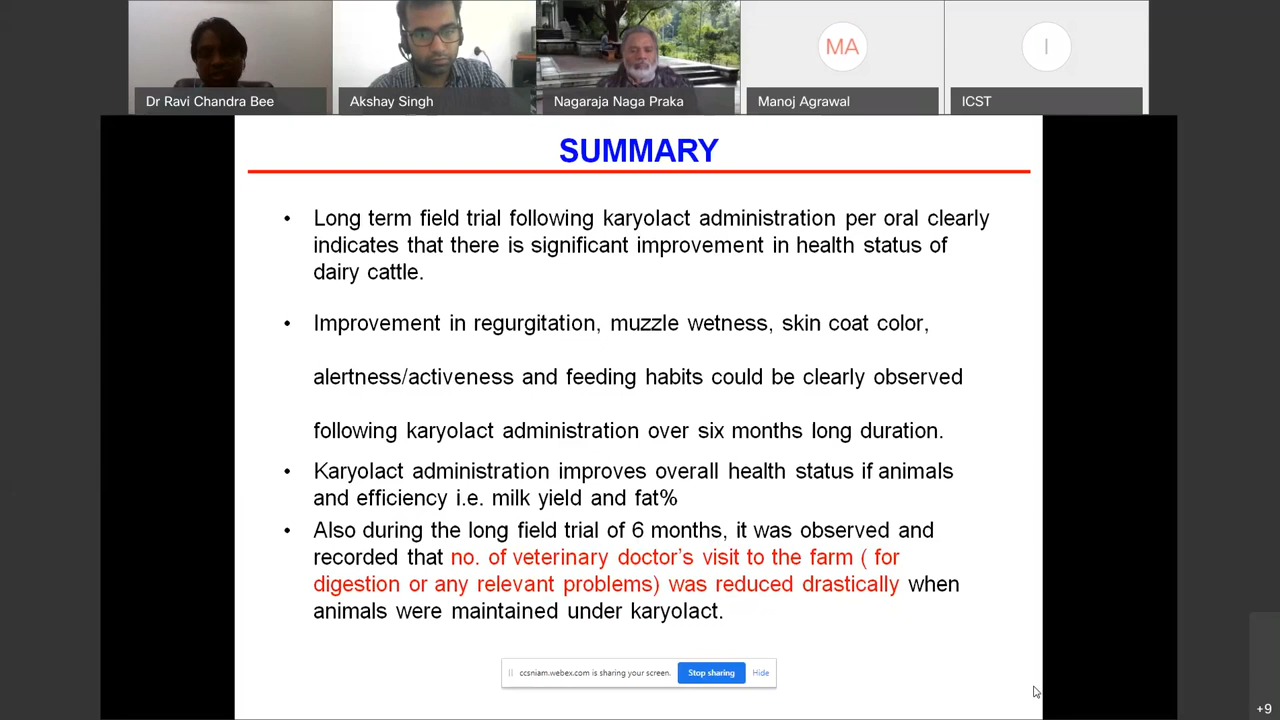 Dr Ravi Chandra Bee
Akshay Singh
Nagaraja Naga Praka
MA
Manoj Agrawal
I
ICST
SUMMARY
• Long term field trial following karyolact administration per oral clearly
indicates that there is significant improvement in health status of
dairy cattle.
• Improvement in regurgitation, muzzle wetness, skin coat color,
alertness/activeness and feeding habits could be clearly observed
following karyolact administration over six months long duration.
• Karyolact administration improves overall health status if animals
and efficiency i.e. milk yield and fat%
• Also during the long field trial of 6 months, it was observed and
recorded that no. of veterinary doctor's visit to the farm ( for
digestion or any relevant problems) was reduced drastically when
animals were maintained under karyolact.
ccsniam.webex.com is sharing your screen.
Stop sharing
Hide
+9